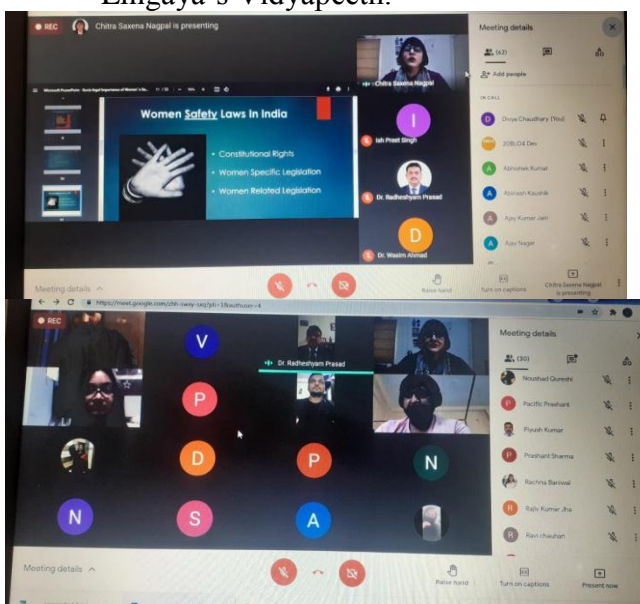 Lingaya's Vidyapeeth.
REC
Chitra Saxena Nagpal is presenting
Women Safety Laws In India
• Constitutional Rights
• Women Specific Legislation
• Women Related Legislation
Chitra Saxena Nagpal
I
Ish Preet Singh
Dr. Radheshyam Prasad
D
Dr. Wasim Ahmad
Meeting details
(62)
Add people
IN CALL
D Divya Chaudhary (You)
20BLO4 Dev
A Abhishek Kumar
A Avinash Kaushik
A Ajay Kumar Jain
A Ajay Nagar
Meeting details
Raise hand
Turn on captions
Chitra Saxena Nagpal
is presenting
REC
V
Dr. Radheshyam Prasad
P
D
P
N
N
S
A
Meeting details
(30)
Noushad Qureshi
P Pacific Prashant
Piyush Kumar
P Prashant Sharma
Rachna Baniwal
R Rajiv Kumar Jha
R Ravi chauhan
Meeting details
Raise hand
Turn on captions
Present now